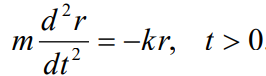 m d²r/dt² = −kr, t > 0